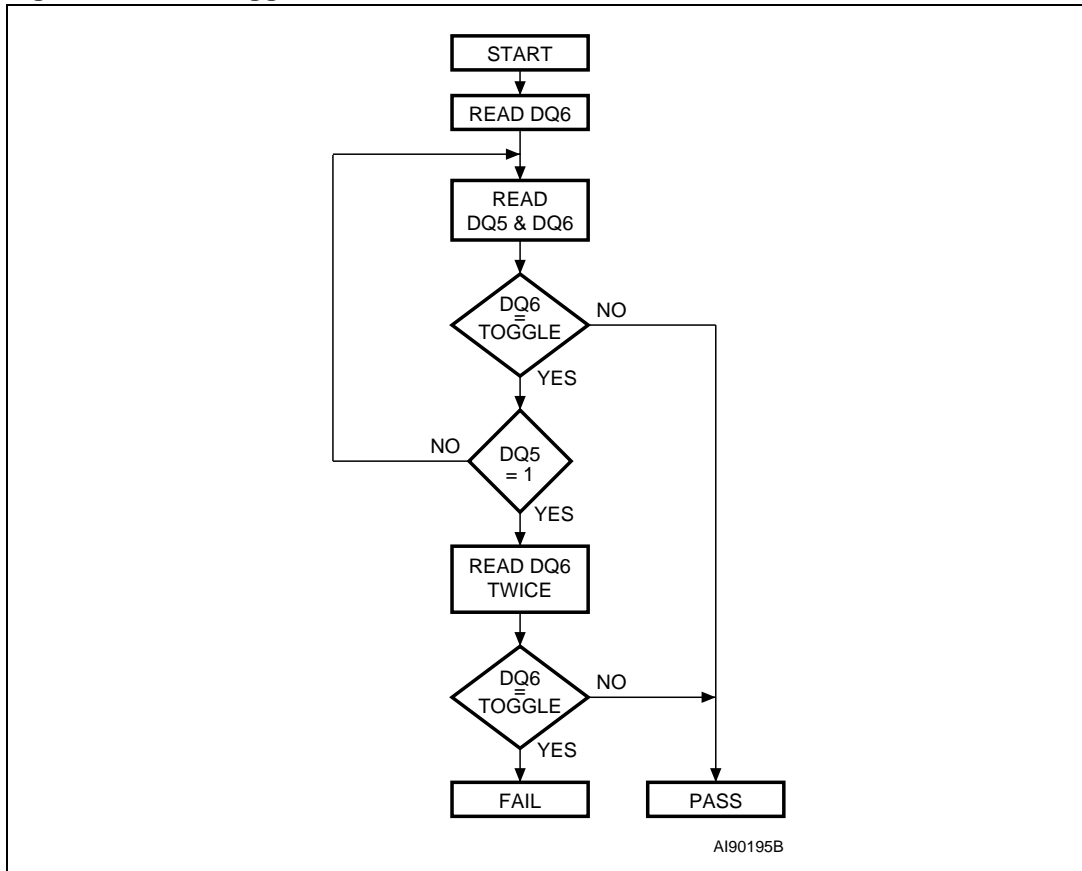 START
READ DQ6
READ
DQ5 & DQ6
DQ6
=
TOGGLE
NO
YES
NO
DQ5
= 1
YES
READ DQ6
TWICE
DQ6
=
TOGGLE
NO
YES
FAIL
PASS
AI90195B